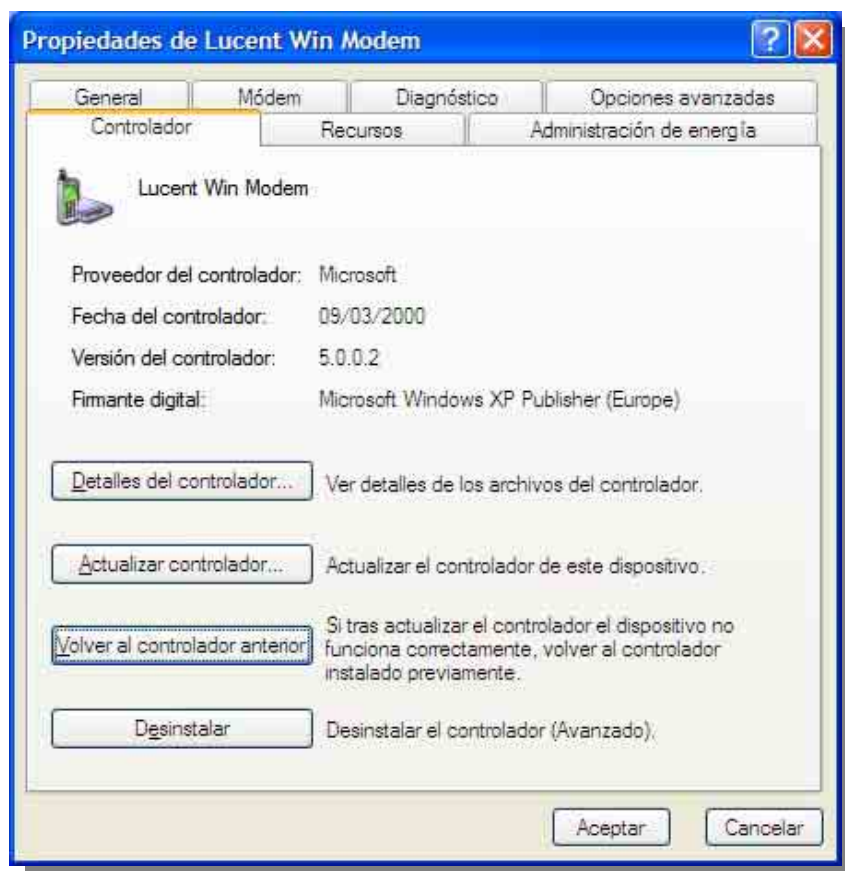 Propiedades de Lucent Win Modem
General Módem Diagnóstico Opciones avanzadas
Controlador Recursos Administración de energía
Lucent Win Modem
Proveedor del controlador: Microsoft
Fecha del controlador: 09/03/2000
Versión del controlador: 5.0.0.2
Firmante digital: Microsoft Windows XP Publisher (Europe)
Detalles del controlador... Ver detalles de los archivos del controlador.
Actualizar controlador... Actualizar el controlador de este dispositivo.
Volver al controlador anterior Si tras actualizar el controlador el dispositivo no
funciona correctamente, volver al controlador
instalado previamente.
Desinstalar Desinstalar el controlador (Avanzado).
Aceptar Cancelar